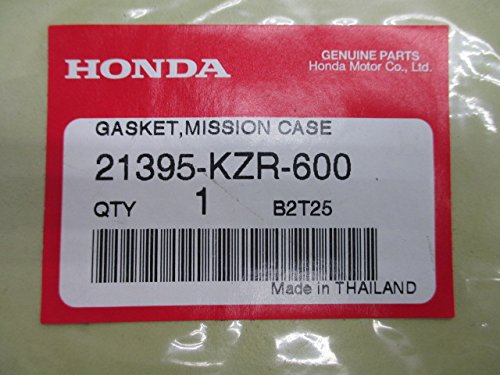 HONDA
GENUINE PARTS
Honda Motor Co., Ltd.
GASKET,MISSION CASE
21395-KZR-600
QTY 1 B2T25
Made in THAILAND